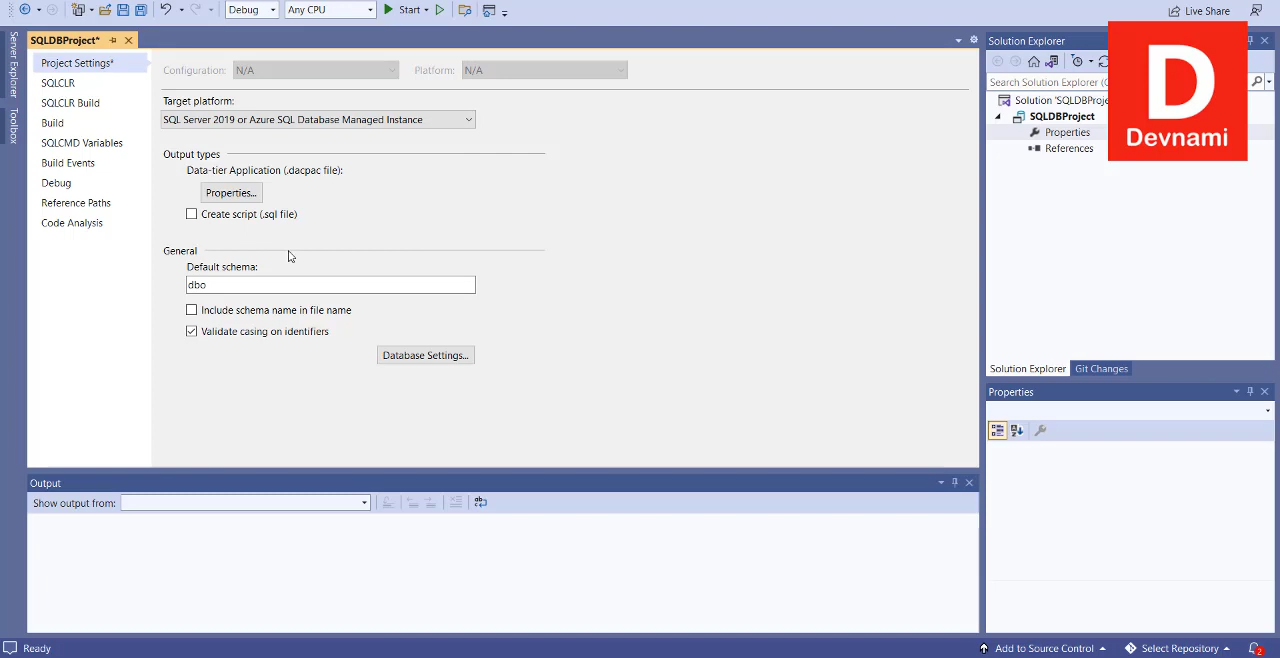 Debug
Any CPU
Start
Live Share
Server Explorer
Toolbox
SQLDBProject*
Project Settings*
SQLCLR
SQLCLR Build
Build
SQLCMD Variables
Build Events
Debug
Reference Paths
Code Analysis
Configuration: N/A Platform: N/A
Target platform:
SQL Server 2019 or Azure SQL Database Managed Instance
Output types
Data-tier Application (.dacpac file):
Properties...
Create script (.sql file)
General
Default schema:
dbo
Include schema name in file name
Validate casing on identifiers
Database Settings...
Solution Explorer
Search Solution Explorer (
Solution 'SQLDBProje
SQLDBProject
Properties
References
D
Devnami
Solution Explorer Git Changes
Properties
Output
Show output from:
Ready
Add to Source Control
Select Repository
2